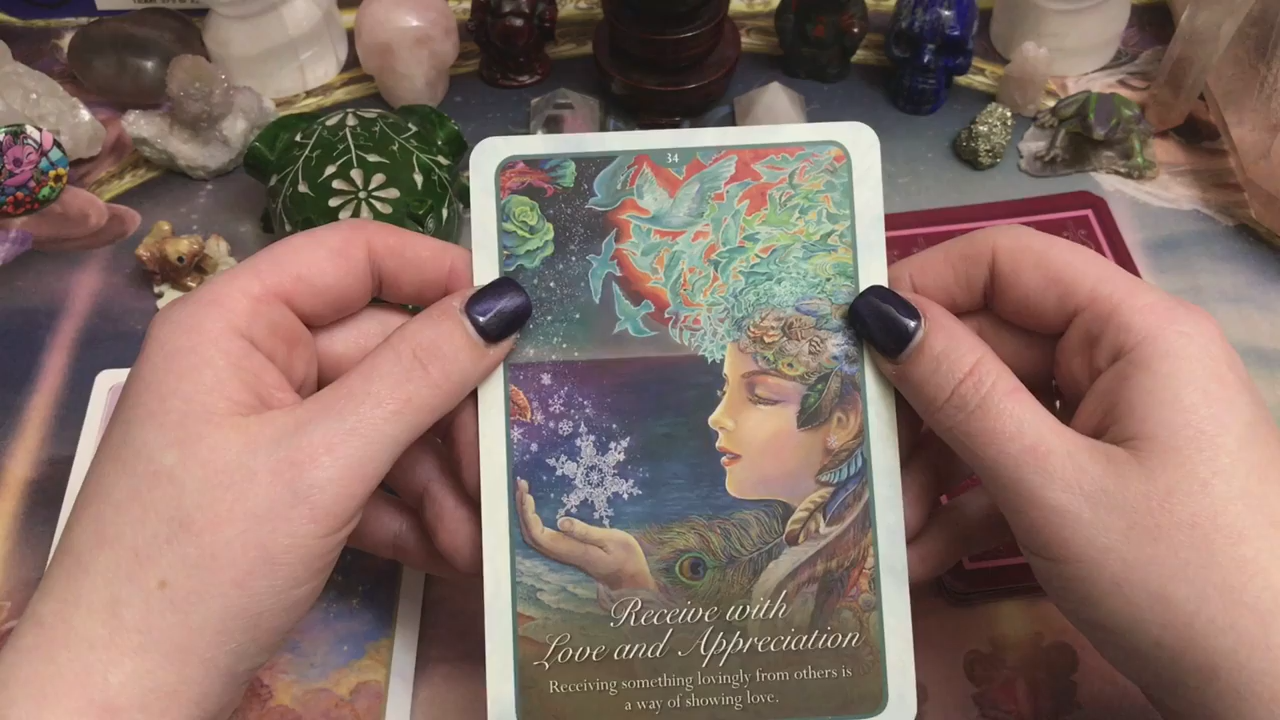 34
Receive with
Love and Appreciation
Receiving something lovingly from others is
a way of showing love.